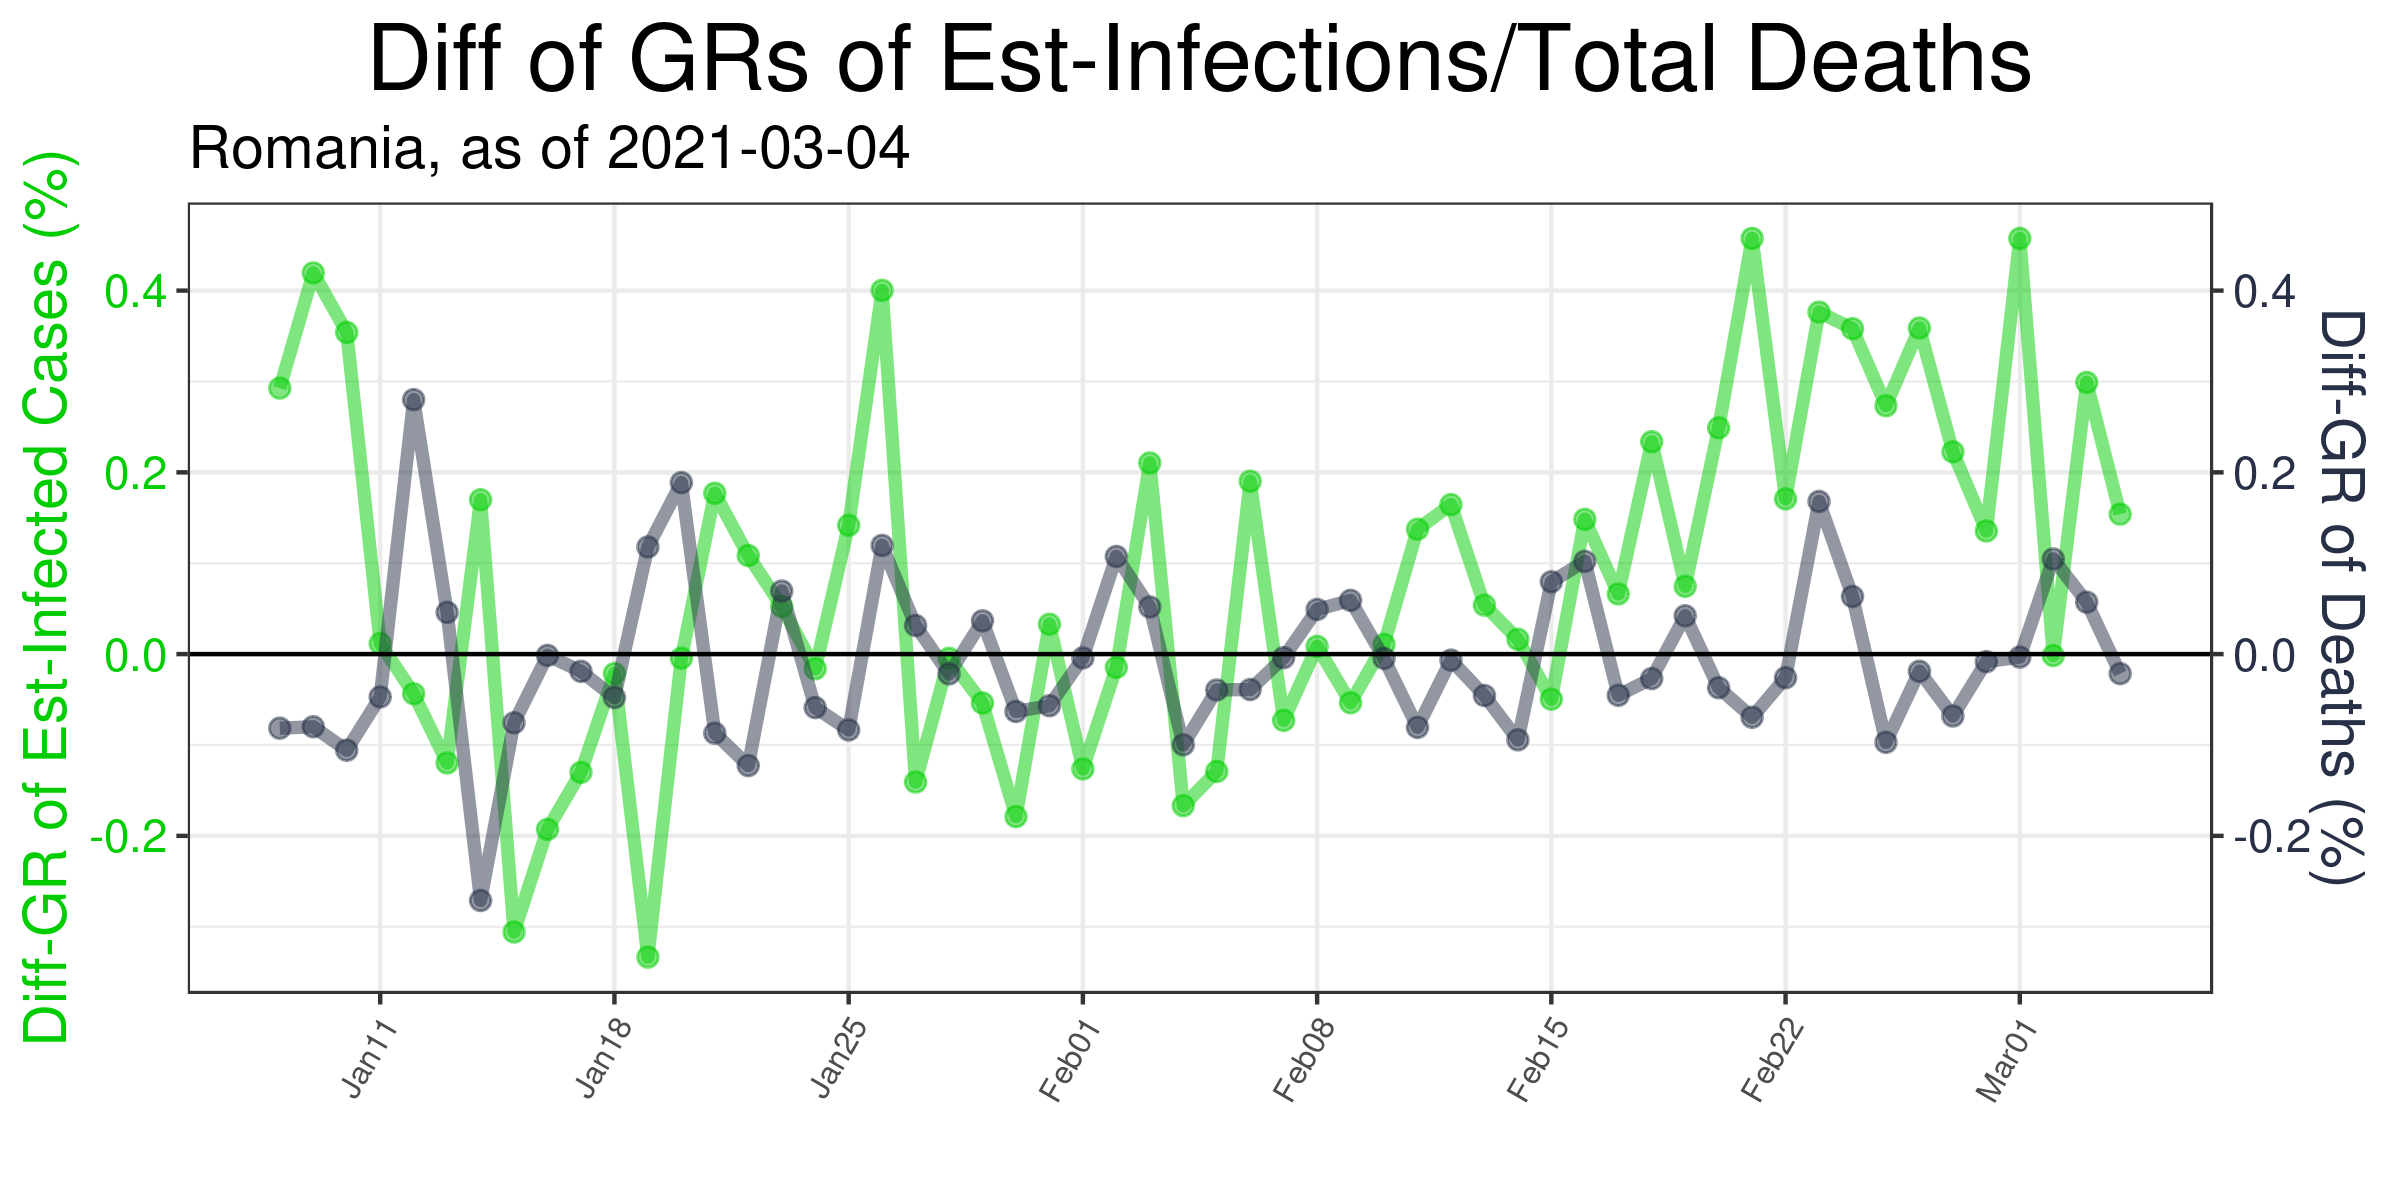 Diff of GRs of Est-Infections/Total Deaths
Romania, as of 2021-03-04
Diff-GR of Est-Infected Cases (%)
0.4
0.2
0.0
-0.2
0.4
0.2
0.0
-0.2
Diff-GR of Deaths (%)
Jan11
Jan18
Jan25
Feb01
Feb08
Feb15
Feb22
Mar01